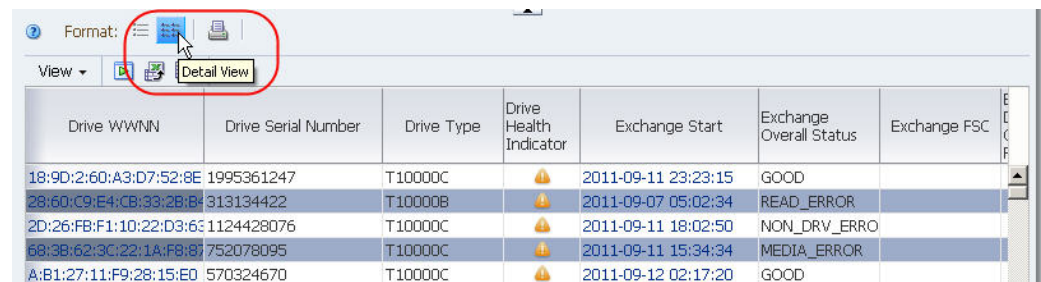 Format:
View
Detail View
Drive WWNN Drive Serial Number Drive Type Drive Health Indicator Exchange Start Exchange Overall Status Exchange FSC
18:9D:2:60:A3:D7:52:8E 1995361247 T10000C 2011-09-11 23:23:15 GOOD
28:60:C9:E4:CB:33:2B:B4 313134422 T10000B 2011-09-07 05:02:34 READ_ERROR
2D:26:FB:F1:10:22:D3:63 1124428076 T10000C 2011-09-11 18:02:50 NON_DRV_ERRO
68:3B:62:3C:22:1A:F8:87 752078095 T10000C 2011-09-11 15:34:34 MEDIA_ERROR
A:B1:27:11:F9:28:15:E0 570324670 T10000C 2011-09-12 02:17:20 GOOD